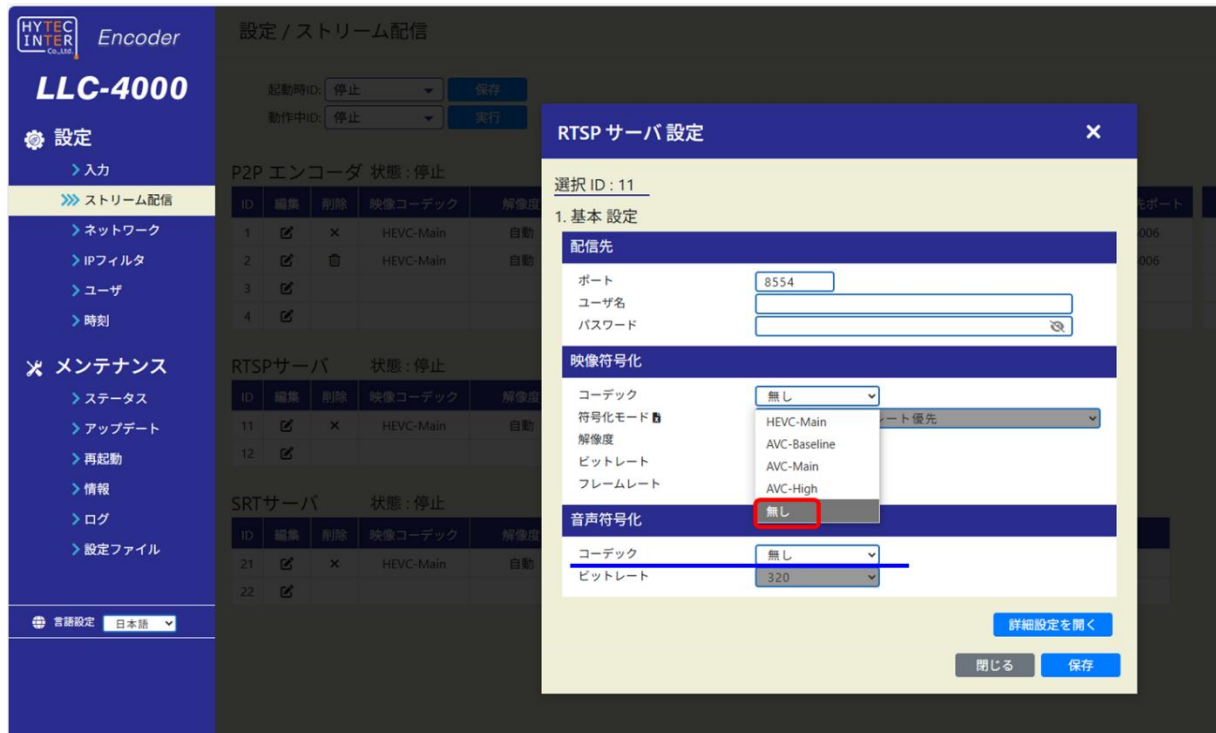 HYTEC
INTER
Co.,Ltd.
Encoder
LLC-4000
設定
入力
ストリーム配信
ネットワーク
IPフィルタ
ユーザ
時刻
メンテナンス
ステータス
アップデート
再起動
情報
ログ
設定ファイル
言語設定 日本語
設定 / ストリーム配信
起動時ID: 停止 保存
動作中ID: 停止 実行
P2P エンコーダ 状態 : 停止
ID 編集 削除 映像コーデック 解像度 先ポート
1 HEVC-Main 自動 006
2 HEVC-Main 自動 006
3
4
RTSPサーバ 状態 : 停止
ID 編集 削除 映像コーデック 解像度
11 HEVC-Main 自動
12
SRTサーバ 状態 : 停止
ID 編集 削除 映像コーデック 解像度
21 HEVC-Main 自動
22
RTSP サーバ 設定 ×
選択 ID : 11
1. 基本 設定
配信先
ポート 8554
ユーザ名
パスワード
映像符号化
コーデック 無し
符号化モード ート優先
解像度
ビットレート
フレームレート
HEVC-Main
AVC-Baseline
AVC-Main
AVC-High
無し
音声符号化
コーデック 無し
ビットレート 320
詳細設定を開く
閉じる 保存